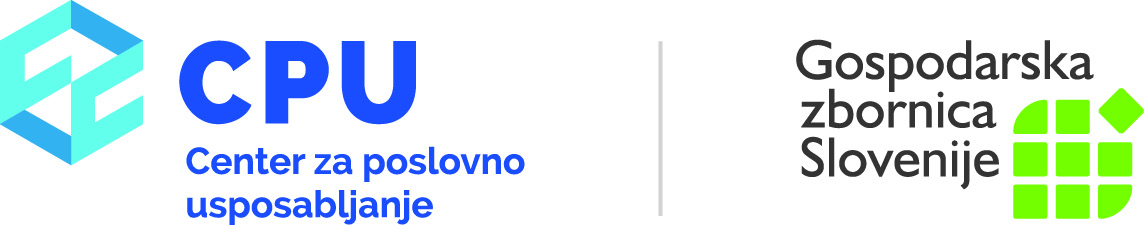 CPU
Center za poslovno
usposabljanje
Gospodarska
zbornica
Slovenije